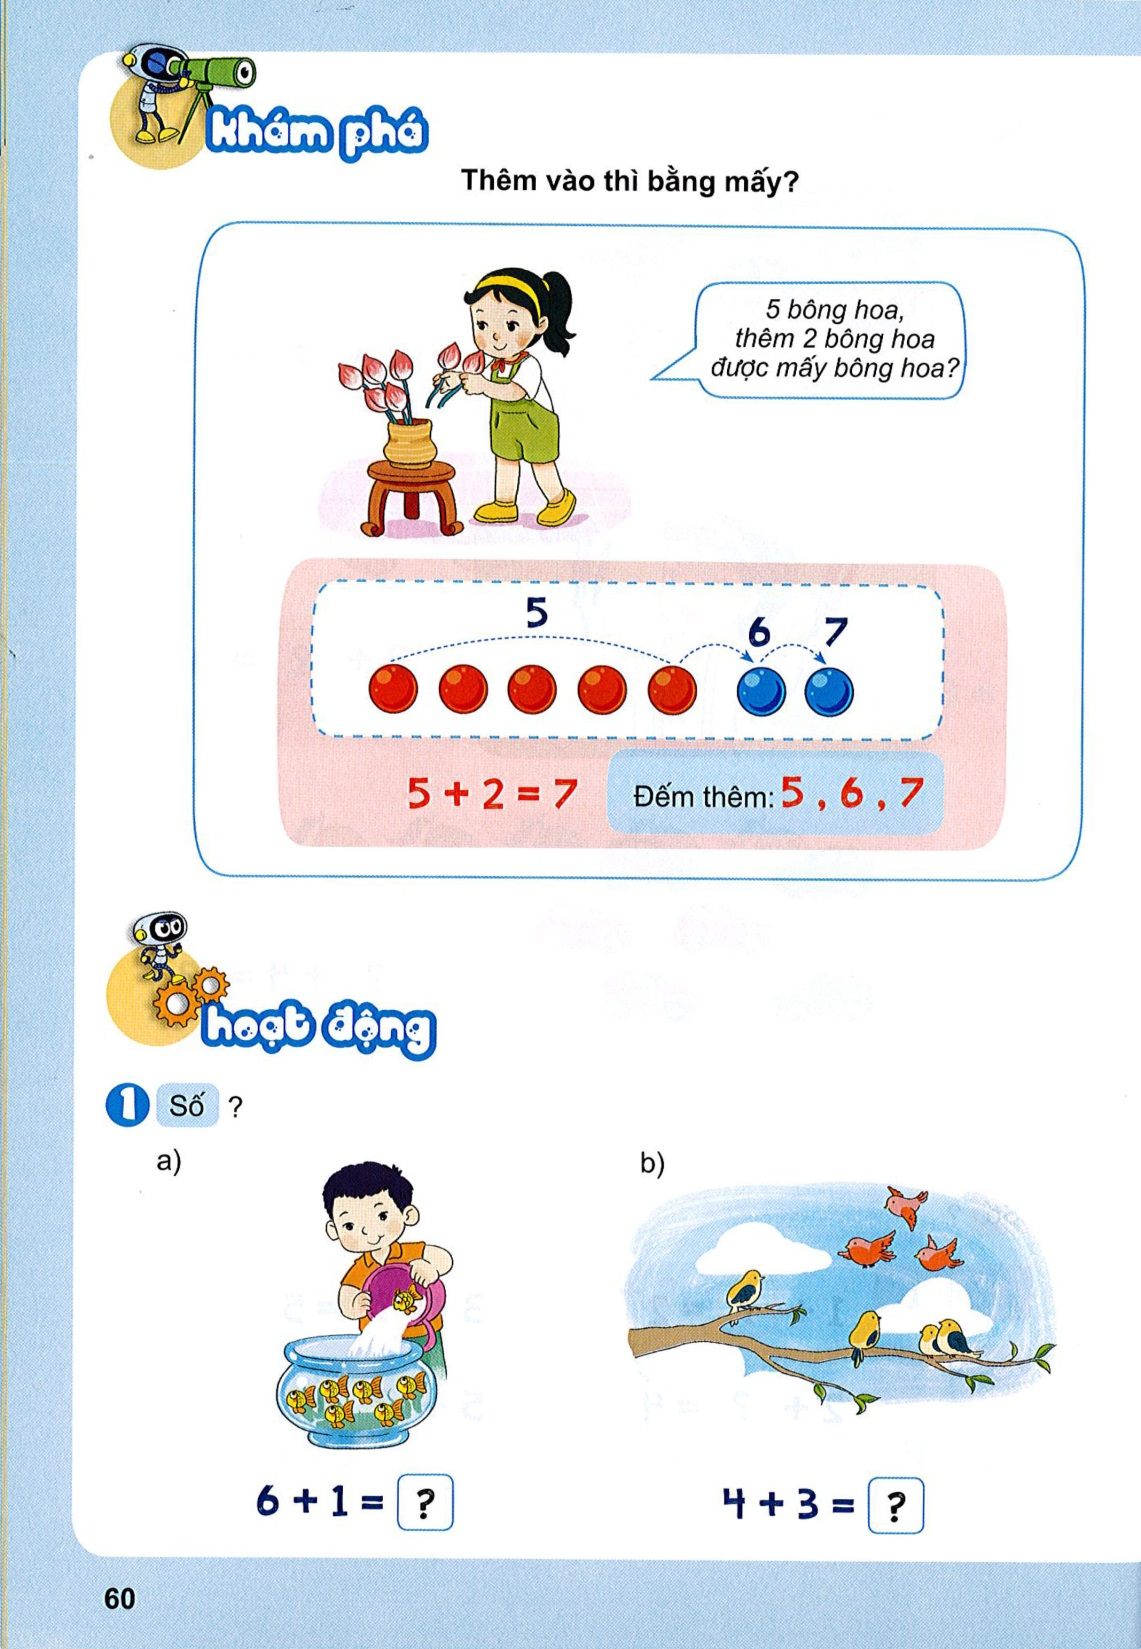 khám phá
Thêm vào thì bằng mấy?
5 bông hoa,
thêm 2 bông hoa
được mấy bông hoa?
5
6 7
5 + 2 = 7
Đếm thêm: 5 , 6 , 7
hoạt động
1 Số ?
a)
b)
6 + 1 = ?
4 + 3 = ?
60